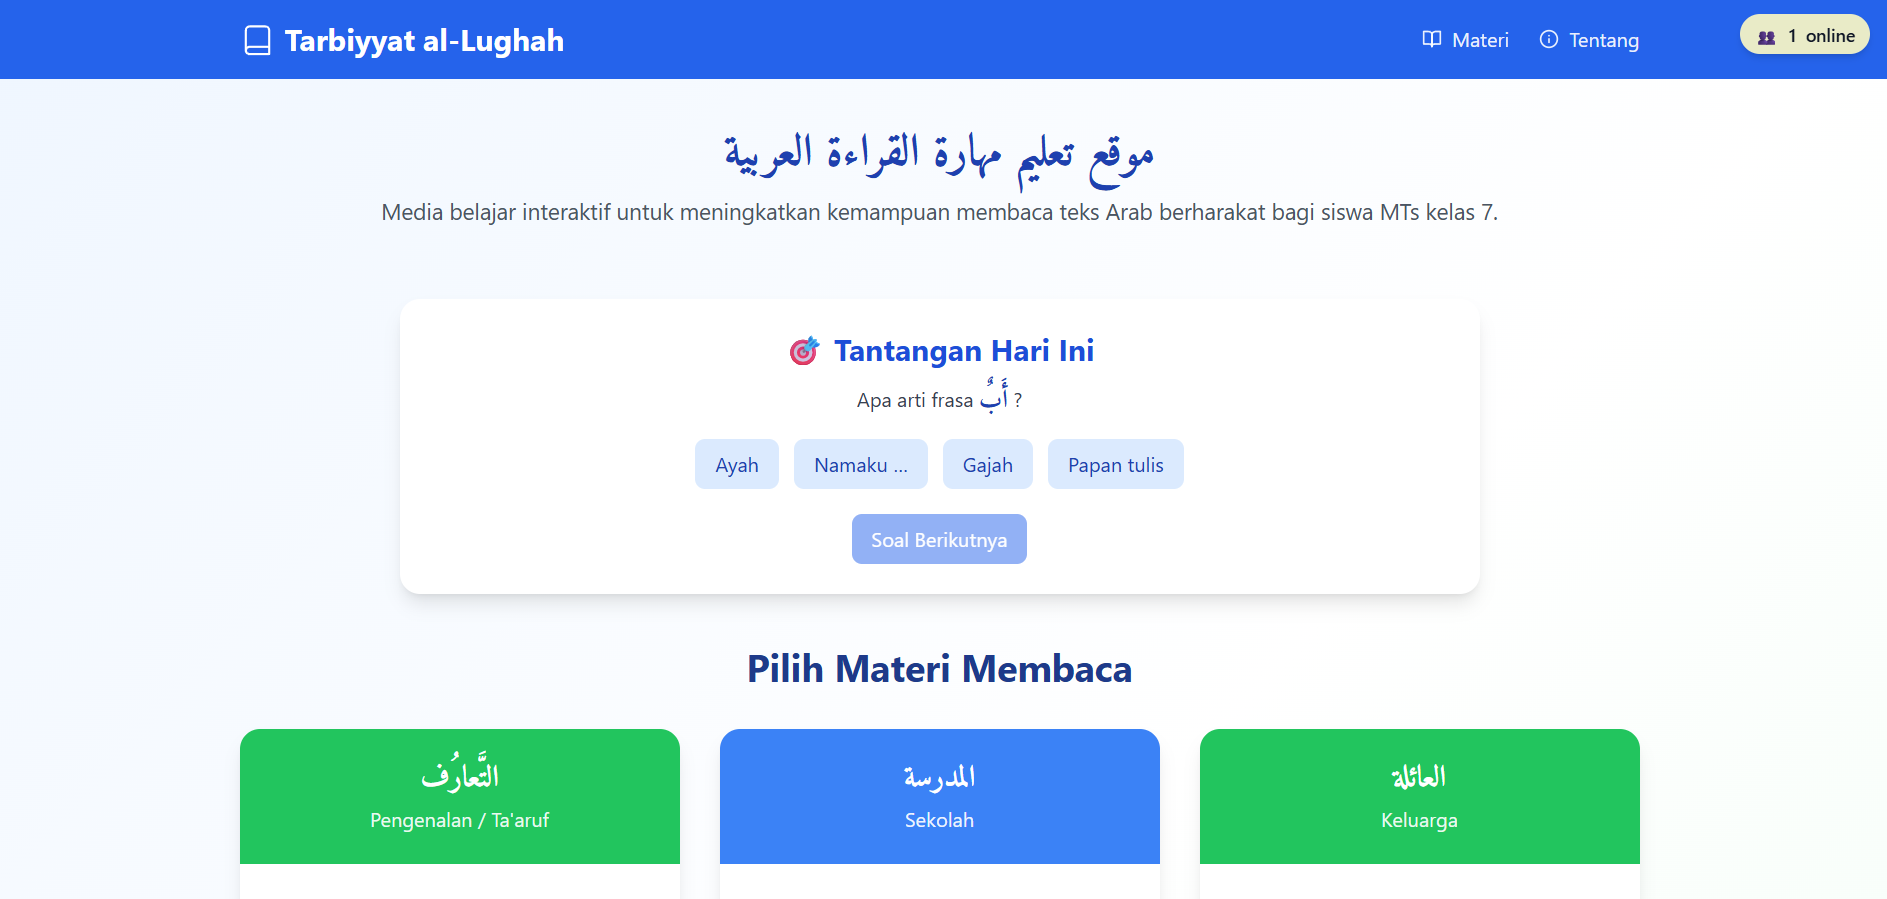 Tarbiyyat al-Lughah
Materi
Tentang
1 online
موقع تعليم مهارة القراءة العربية
Media belajar interaktif untuk meningkatkan kemampuan membaca teks Arab berharakat bagi siswa MTs kelas 7.
Tantangan Hari Ini
Apa arti frasa أَبٌ ?
Ayah
Namaku ...
Gajah
Papan tulis
Soal Berikutnya
Pilih Materi Membaca
التَّعارُف
Pengenalan / Ta'aruf
المدرسة
Sekolah
العائلة
Keluarga